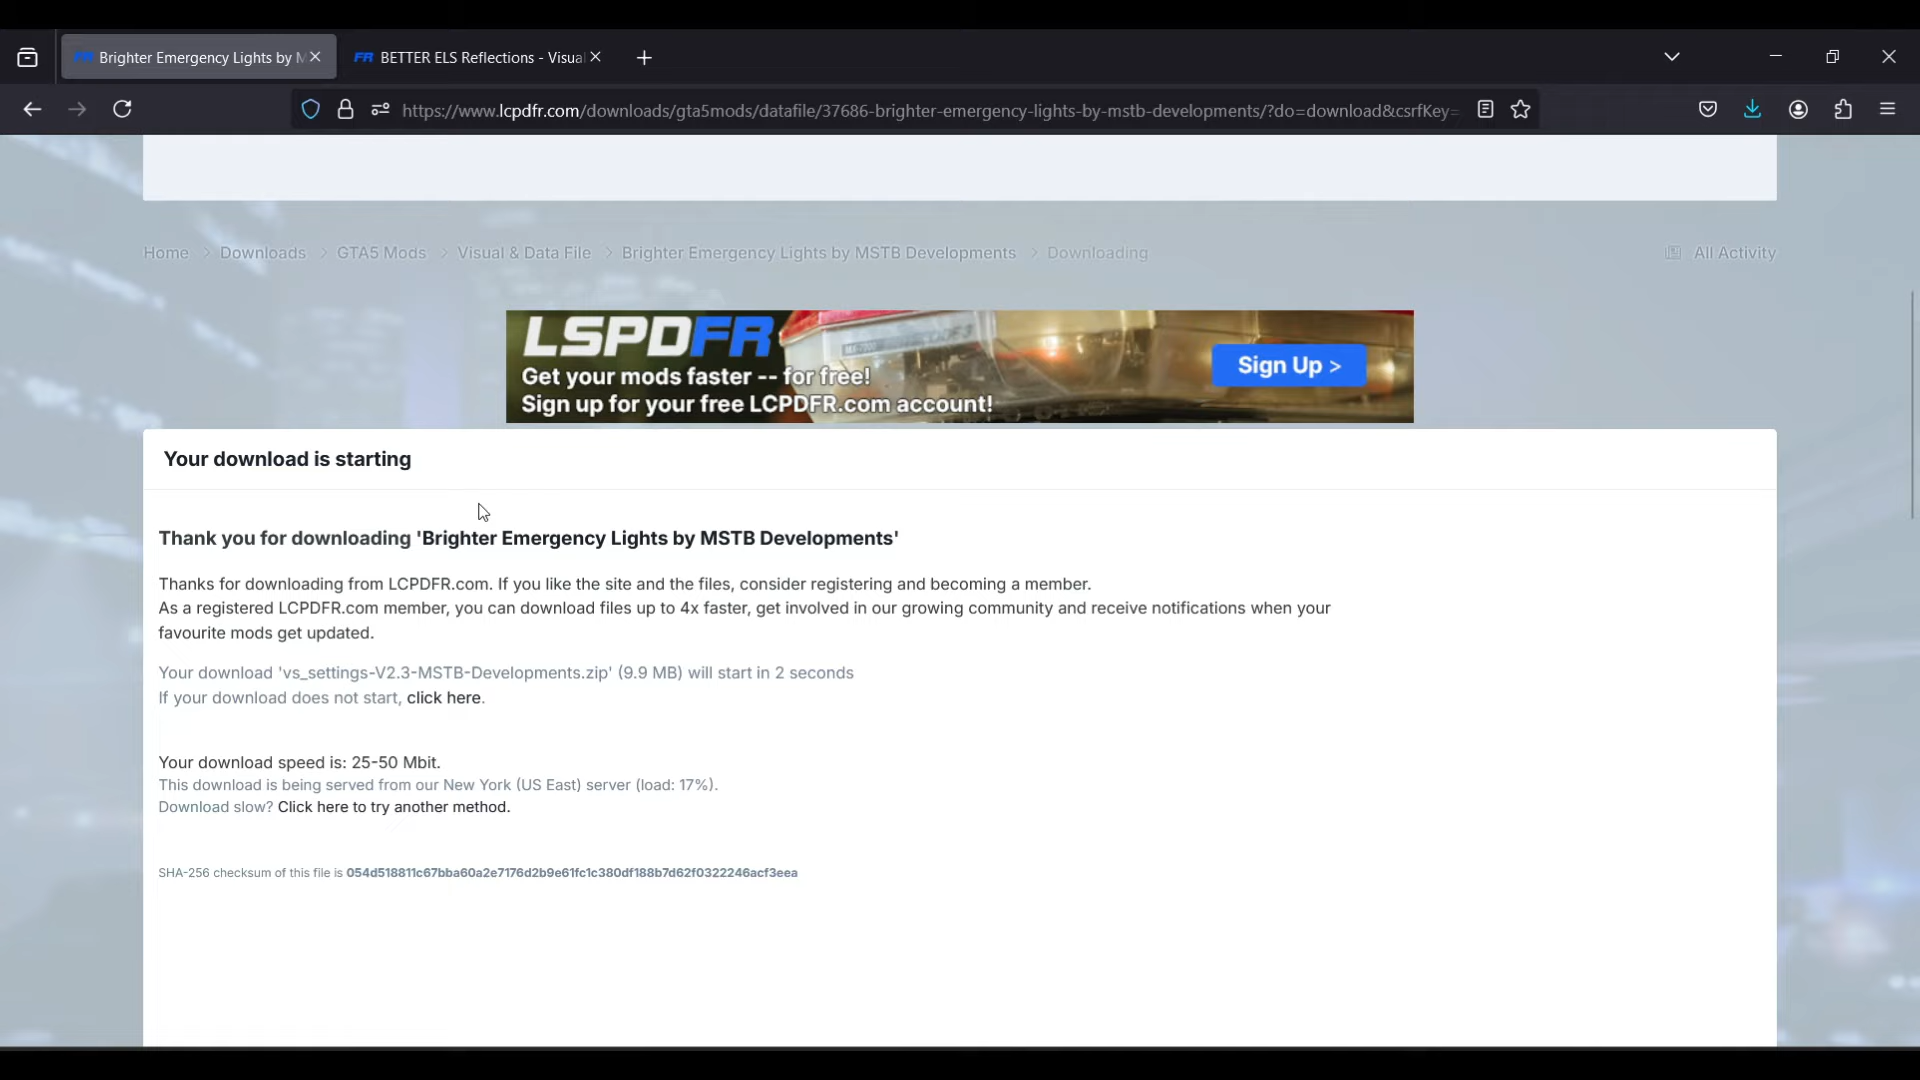 Brighter Emergency Lights by M
FR BETTER ELS Reflections - Visual
https://www.lcpdfr.com/downloads/gta5mods/datafile/37686-brighter-emergency-lights-by-mstb-developments/?do=download&csrfKey=
Home > Downloads > GTA5 Mods > Visual & Data File > Brighter Emergency Lights by MSTB Developments > Downloading
All Activity
LSPDFR
Get your mods faster -- for free!
Sign up for your free LCPDFR.com account!
Sign Up >
Your download is starting
Thank you for downloading 'Brighter Emergency Lights by MSTB Developments'
Thanks for downloading from LCPDFR.com. If you like the site and the files, consider registering and becoming a member.
As a registered LCPDFR.com member, you can download files up to 4x faster, get involved in our growing community and receive notifications when your
favourite mods get updated.
Your download 'vs_settings-V2.3-MSTB-Developments.zip' (9.9 MB) will start in 2 seconds
If your download does not start, click here.
Your download speed is: 25-50 Mbit.
This download is being served from our New York (US East) server (load: 17%).
Download slow? Click here to try another method.
SHA-256 checksum of this file is 054d518811c67bba60a2e7176d2b9e61fc1c380df188b7d62f0322246acf3eea